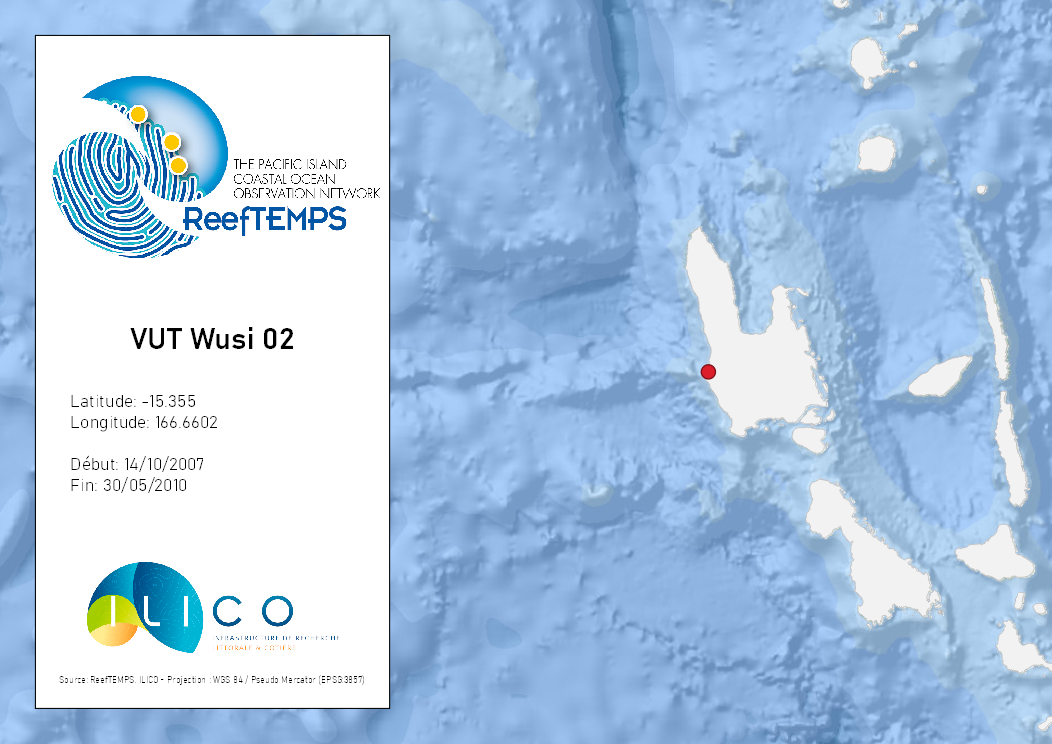 THE PACIFIC ISLAND
COASTAL OCEAN
OBSERVATION NETWORK
ReefTEMPS
VUT Wusi 02
Latitude: -15.355
Longitude: 166.6602
Début: 14/10/2007
Fin: 30/05/2010
ILICO
INFRASTRUCTURE DE RECHERCHE
LITTORALE & CÔTIÈRE
Source: ReefTEMPS, ILICO - Projection : WGS 84 / Pseudo Mercator (EPSG:3857)